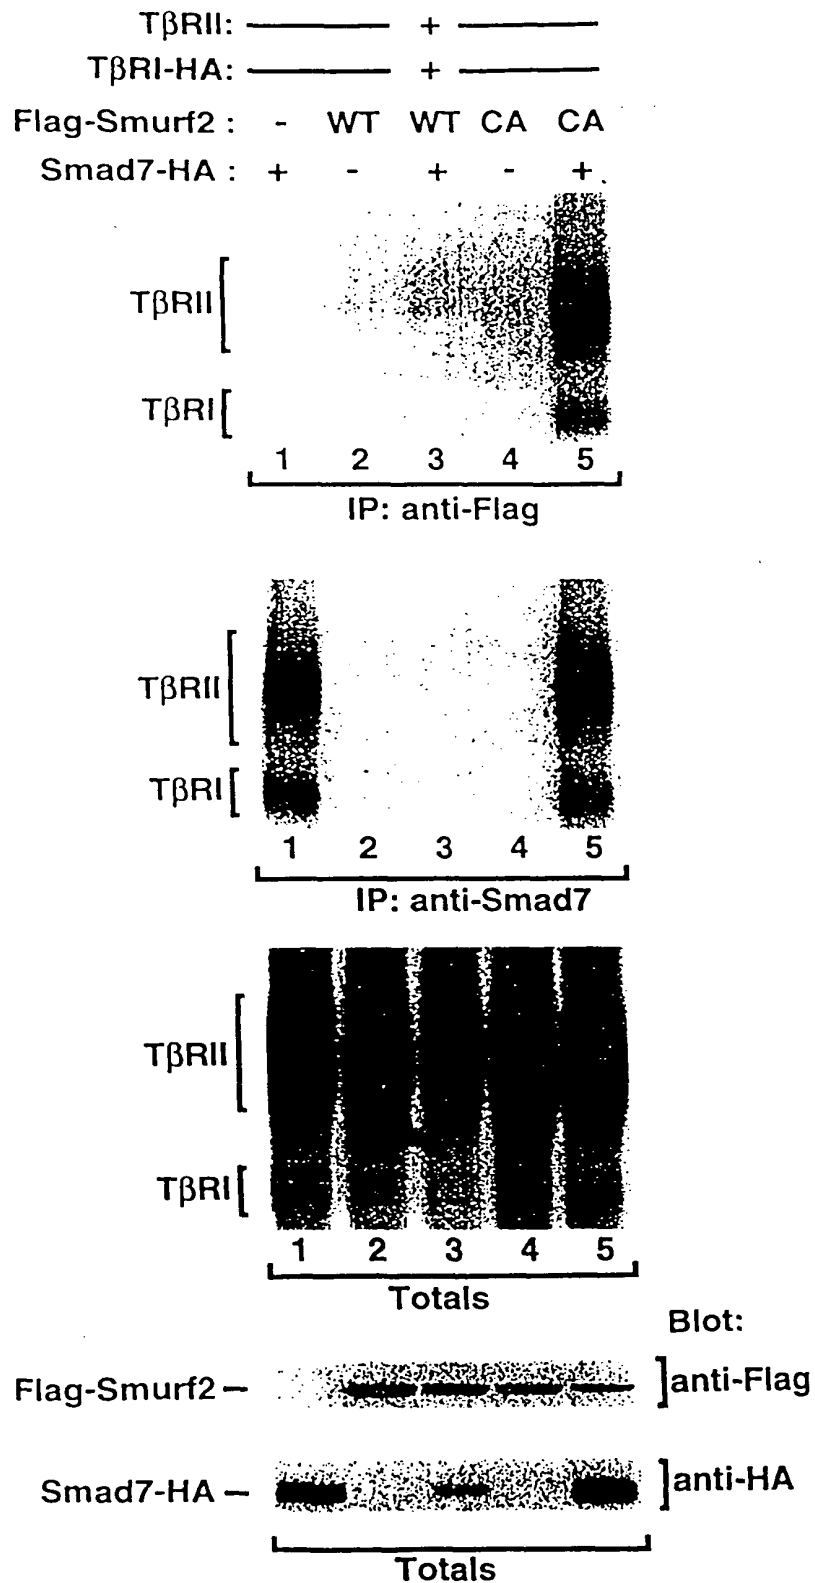 TβRII: +
TβRI-HA: +
Flag-Smurf2 : - WT WT CA CA
Smad7-HA : + - + - +
TβRII
TβRI
1 2 3 4 5
IP: anti-Flag
TβRII
TβRI
1 2 3 4 5
IP: anti-Smad7
TβRII
TβRI
1 2 3 4 5
Totals
Blot:
Flag-Smurf2 anti-Flag
Smad7-HA anti-HA
Totals